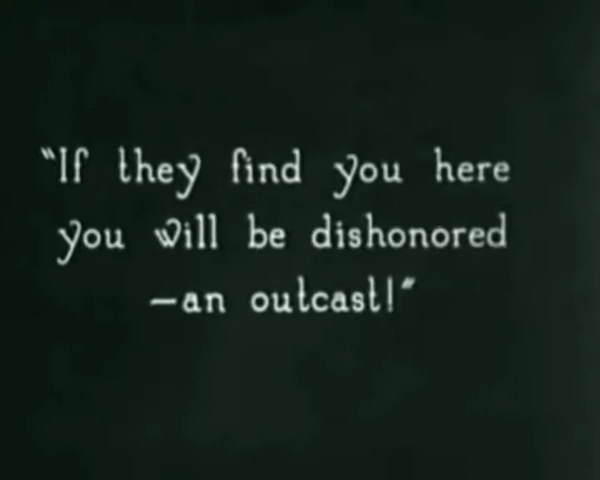 "If they find you here
you will be dishonored
—an outcast!"